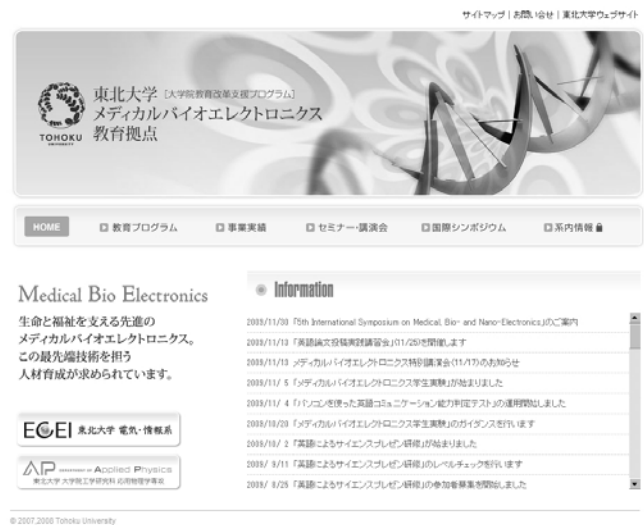 サイトマップ | お問い合せ | 東北大学ウェブサイト
東北大学 [大学院教育改革支援プログラム]
メディカルバイオエレクトロニクス
教育拠点
TOHOKU
UNIVERSITY
HOME 教育プログラム 事業実績 セミナー・講演会 国際シンポジウム 系内情報
Medical Bio Electronics
生命と福祉を支える先進の
メディカルバイオエレクトロニクス。
この最先端技術を担う
人材育成が求められています。
東北大学 電気・情報系
Applied Physics
東北大学 大学院工学研究科 応用物理学専攻
Information
2009/11/30 「5th International Symposium on Medical, Bio- and Nano-Electronics」のご案内
2009/11/13 「英語論文投稿実践講習会」(11/25)を開催します
2009/11/13 メディカルバイオエレクトロニクス特別講演会(11/17)のお知らせ
2009/11/ 5 「メディカルバイオエレクトロニクス学生実験」が始まりました
2009/11/ 4 「パソコンを使った英語コミュニケーション能力判定テスト」の運用開始しました
2009/10/20 「メディカルバイオエレクトロニクス学生実験」のガイダンスを行います
2009/10/ 2 「英語によるサイエンスプレゼン研修」が始まりました
2009/ 9/11 「英語によるサイエンスプレゼン研修」のレベルチェックを行います
2009/ 8/25 「英語によるサイエンスプレゼン研修」の参加者募集を開始しました
© 2007,2008 Tohoku University